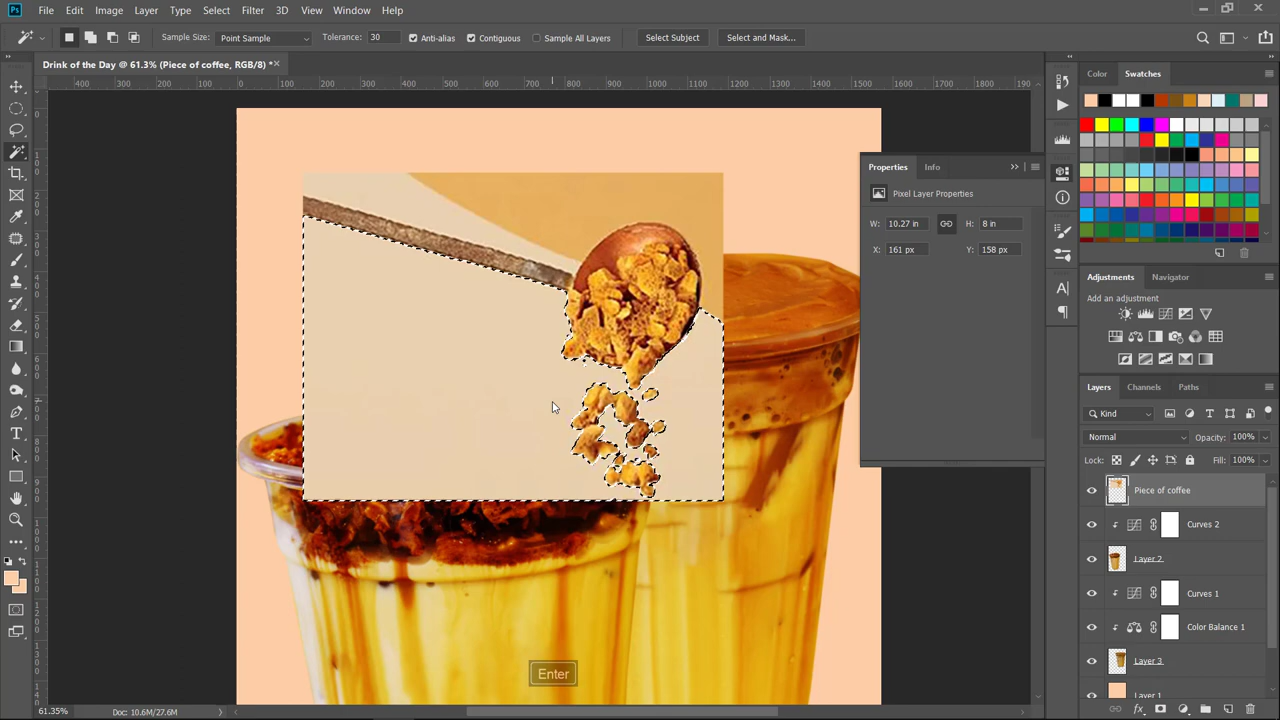 Ps File Edit Image Layer Type Select Filter 3D View Window Help
Sample Size: Point Sample Tolerance: 30 Anti-alias Contiguous Sample All Layers Select Subject Select and Mask...
Drink of the Day @ 61.3% (Piece of coffee, RGB/8) *
400 300 200 100 0 100 200 300 400 500 600 700 800 900 1000 1100 1200 1300 1400 1500 1600 1700 1800 190
Color Swatches
Properties Info
Pixel Layer Properties
W: 10.27 in H: 8 in
X: 161 px Y: 158 px
Adjustments Navigator
Add an adjustment
Layers Channels Paths
Kind
Normal Opacity: 100%
Lock: Fill: 100%
Piece of coffee
Curves 2
Layer 2
Curves 1
Color Balance 1
Layer 3
Layer 1
Enter
61.35% Doc: 10.6M/27.6M